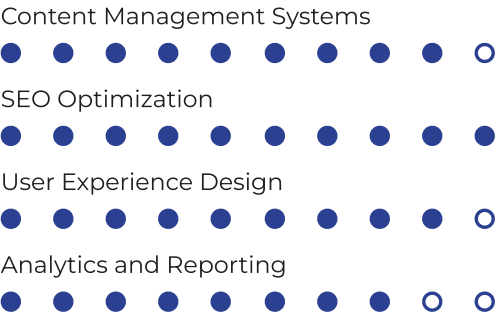 Content Management Systems
SEO Optimization
User Experience Design
Analytics and Reporting